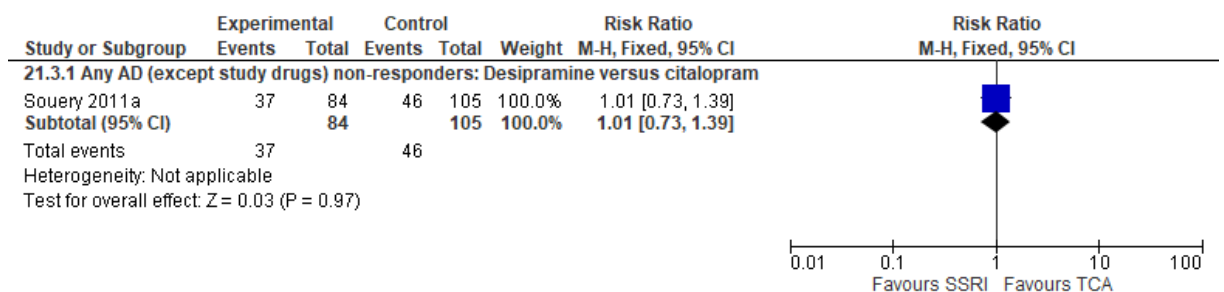 Experimental Control Risk Ratio Risk Ratio
Study or Subgroup Events Total Events Total Weight M-H, Fixed, 95% CI M-H, Fixed, 95% CI
21.3.1 Any AD (except study drugs) non-responders: Desipramine versus citalopram
Souery 2011a 37 84 46 105 100.0% 1.01 [0.73, 1.39]
Subtotal (95% CI) 84 105 100.0% 1.01 [0.73, 1.39]
Total events 37 46
Heterogeneity: Not applicable
Test for overall effect: Z = 0.03 (P = 0.97)
0.01 0.1 1 10 100
Favours SSRI Favours TCA